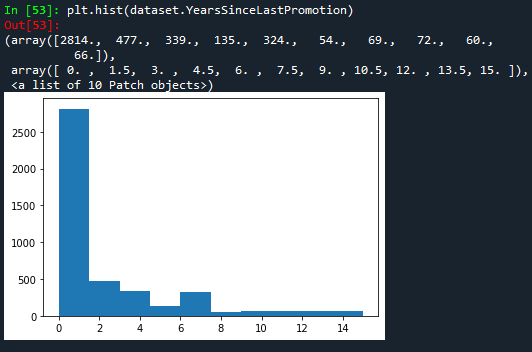 In [53]: plt.hist(dataset.YearsSinceLastPromotion)
Out[53]:
(array([2814., 477., 339., 135., 324., 54., 69., 72., 60.,
66.]),
array([ 0. , 1.5, 3. , 4.5, 6. , 7.5, 9. , 10.5, 12. , 13.5, 15. ]),
<a list of 10 Patch objects>)
2500
2000
1500
1000
500
0
0 2 4 6 8 10 12 14